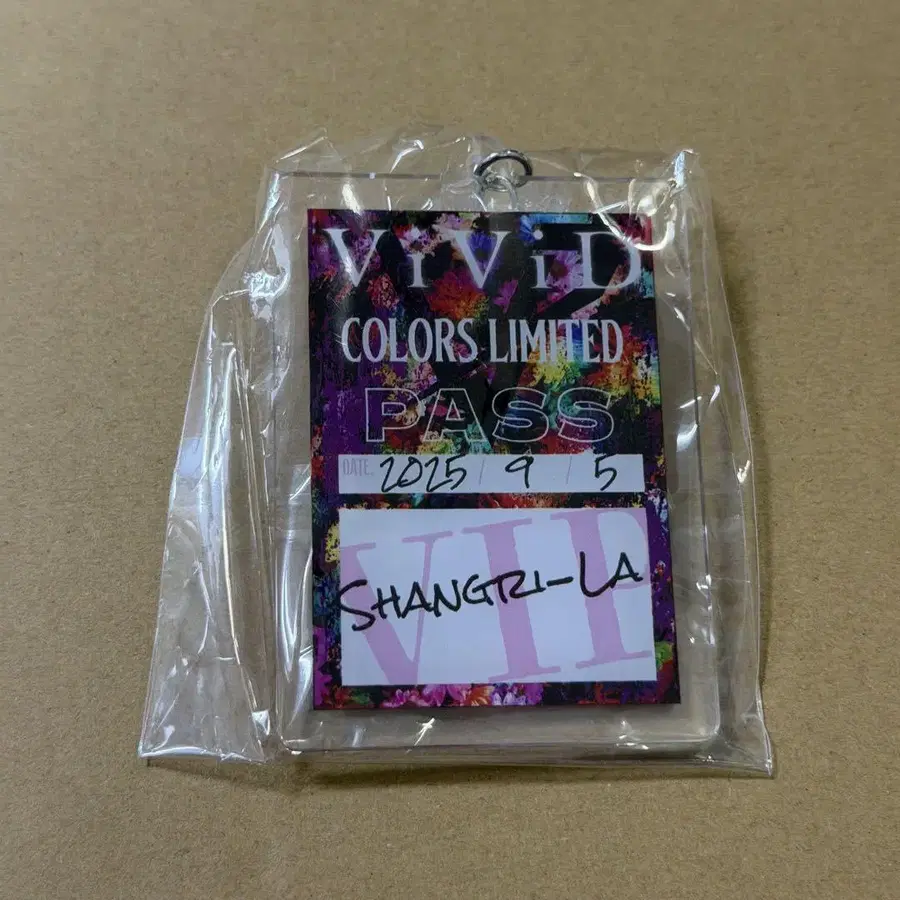 ViViD
COLORS LIMITED
PASS
DATE. 2025 / 9 / 5
VIP
SHANGRI-LA